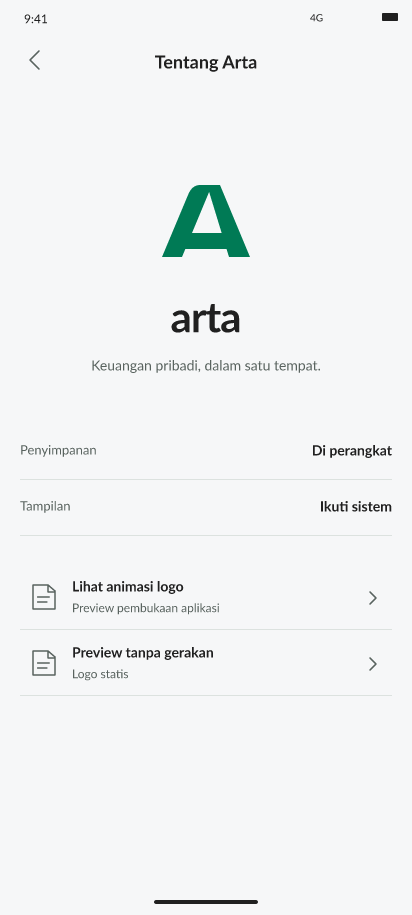 9:41
4G
Tentang Arta
arta
Keuangan pribadi, dalam satu tempat.
Penyimpanan
Di perangkat
Tampilan
Ikuti sistem
Lihat animasi logo
Preview pembukaan aplikasi
Preview tanpa gerakan
Logo statis